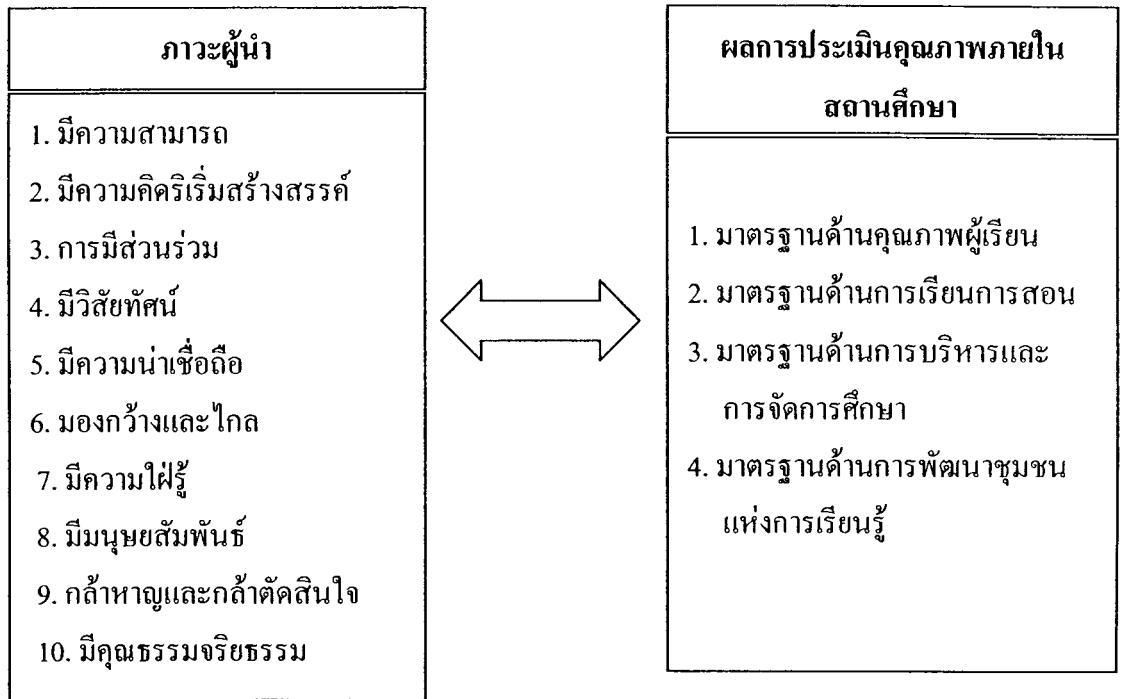 ภาวะผู้นำ
1. มีความสามารถ
2. มีความคิดริเริ่มสร้างสรรค์
3. การมีส่วนร่วม
4. มีวิสัยทัศน์
5. มีความน่าเชื่อถือ
6. มองกว้างและไกล
7. มีความใฝ่รู้
8. มีมนุษยสัมพันธ์
9. กล้าหาญและกล้าตัดสินใจ
10. มีคุณธรรมจริยธรรม
ผลการประเมินคุณภาพภายใน
สถานศึกษา
1. มาตรฐานด้านคุณภาพผู้เรียน
2. มาตรฐานด้านการเรียนการสอน
3. มาตรฐานด้านการบริหารและ
การจัดการศึกษา
4. มาตรฐานด้านการพัฒนาชุมชน
แห่งการเรียนรู้